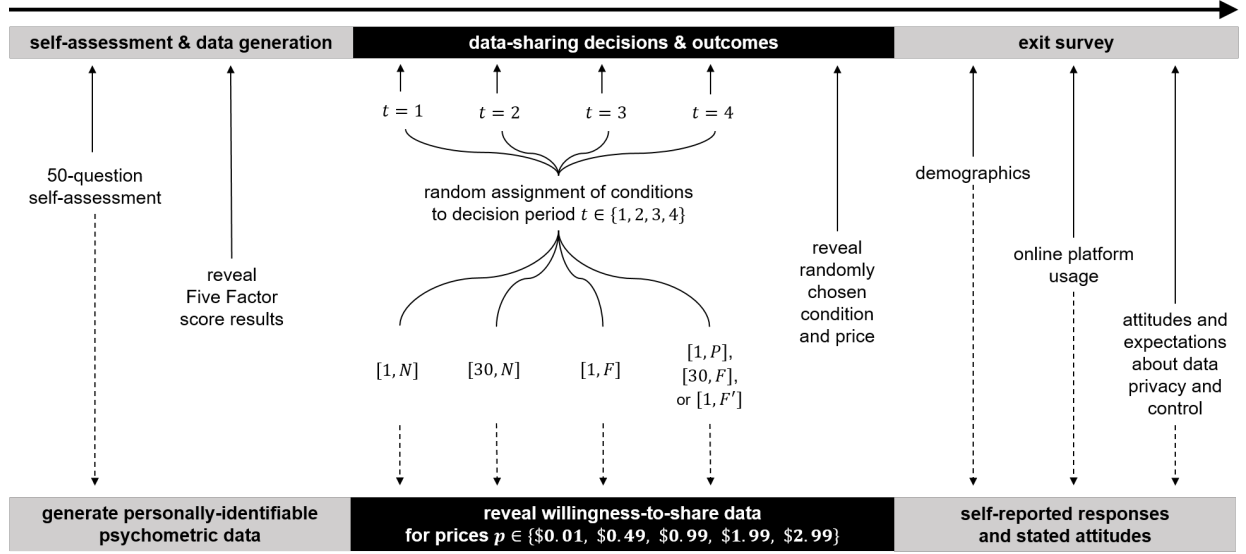 self-assessment & data generation
data-sharing decisions & outcomes
exit survey
t = 1
t = 2
t = 3
t = 4
50-question
self-assessment
reveal
Five Factor
score results
random assignment of conditions
to decision period t ∈ {1, 2, 3, 4}
[1, N]
[30, N]
[1, F]
[1, P],
[30, F],
or [1, F′]
reveal
randomly
chosen
condition
and price
demographics
online platform
usage
attitudes and
expectations
about data
privacy and
control
generate personally-identifiable
psychometric data
reveal willingness-to-share data
for prices p ∈ {$0.01, $0.49, $0.99, $1.99, $2.99}
self-reported responses
and stated attitudes